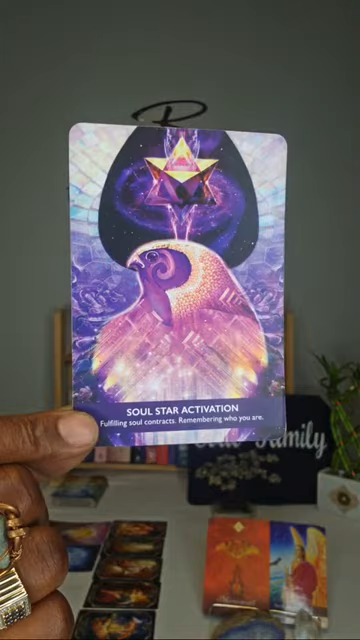 SOUL STAR ACTIVATION
Fulfilling soul contracts. Remembering who you are.
Family